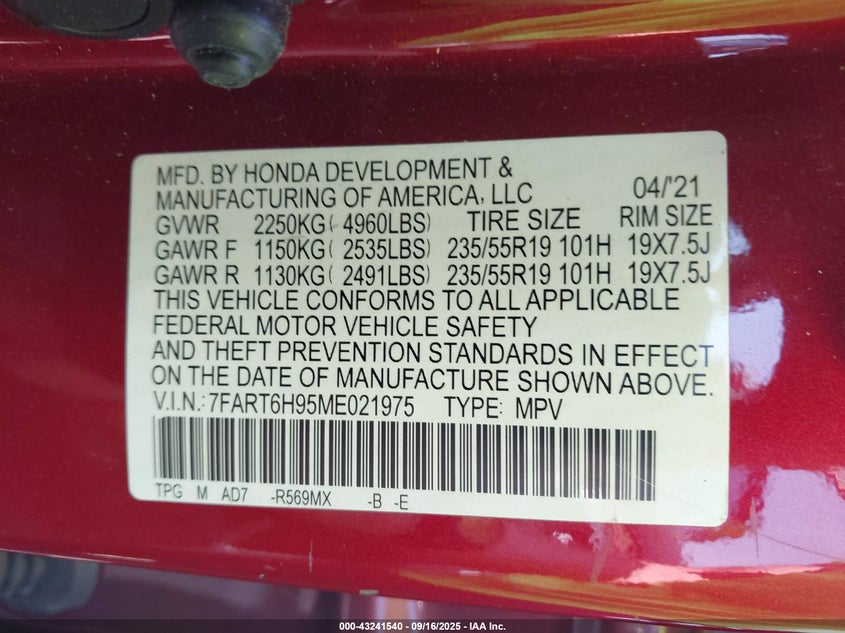 MFD. BY HONDA DEVELOPMENT &
MANUFACTURING OF AMERICA, LLC 04/'21
GVWR 2250KG( 4960LBS) TIRE SIZE RIM SIZE
GAWR F 1150KG( 2535LBS) 235/55R19 101H 19X7.5J
GAWR R 1130KG( 2491LBS) 235/55R19 101H 19X7.5J
THIS VEHICLE CONFORMS TO ALL APPLICABLE
FEDERAL MOTOR VEHICLE SAFETY
AND THEFT PREVENTION STANDARDS IN EFFECT
ON THE DATE OF MANUFACTURE SHOWN ABOVE.
V.I.N.: 7FART6H95ME021975 TYPE: MPV
TPG M AD7 -R569MX -B -E
000-43241540 - 09/16/2025 - IAA Inc.